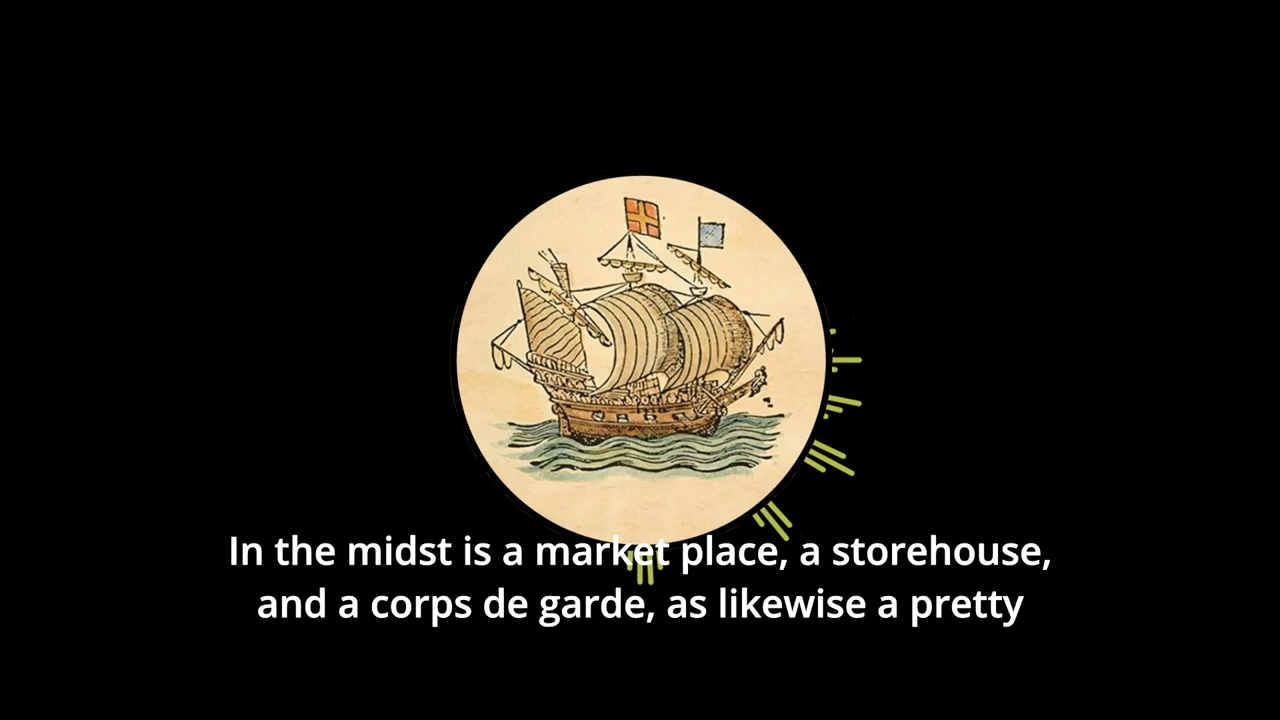 In the midst is a market place, a storehouse,
and a corps de garde, as likewise a pretty